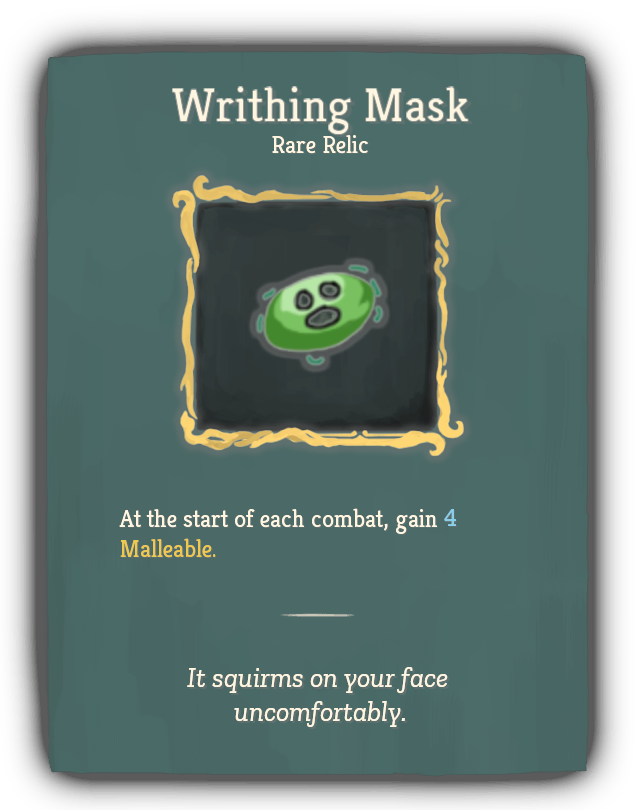 Writhing Mask
Rare Relic
At the start of each combat, gain 4
Malleable.
It squirms on your face
uncomfortably.